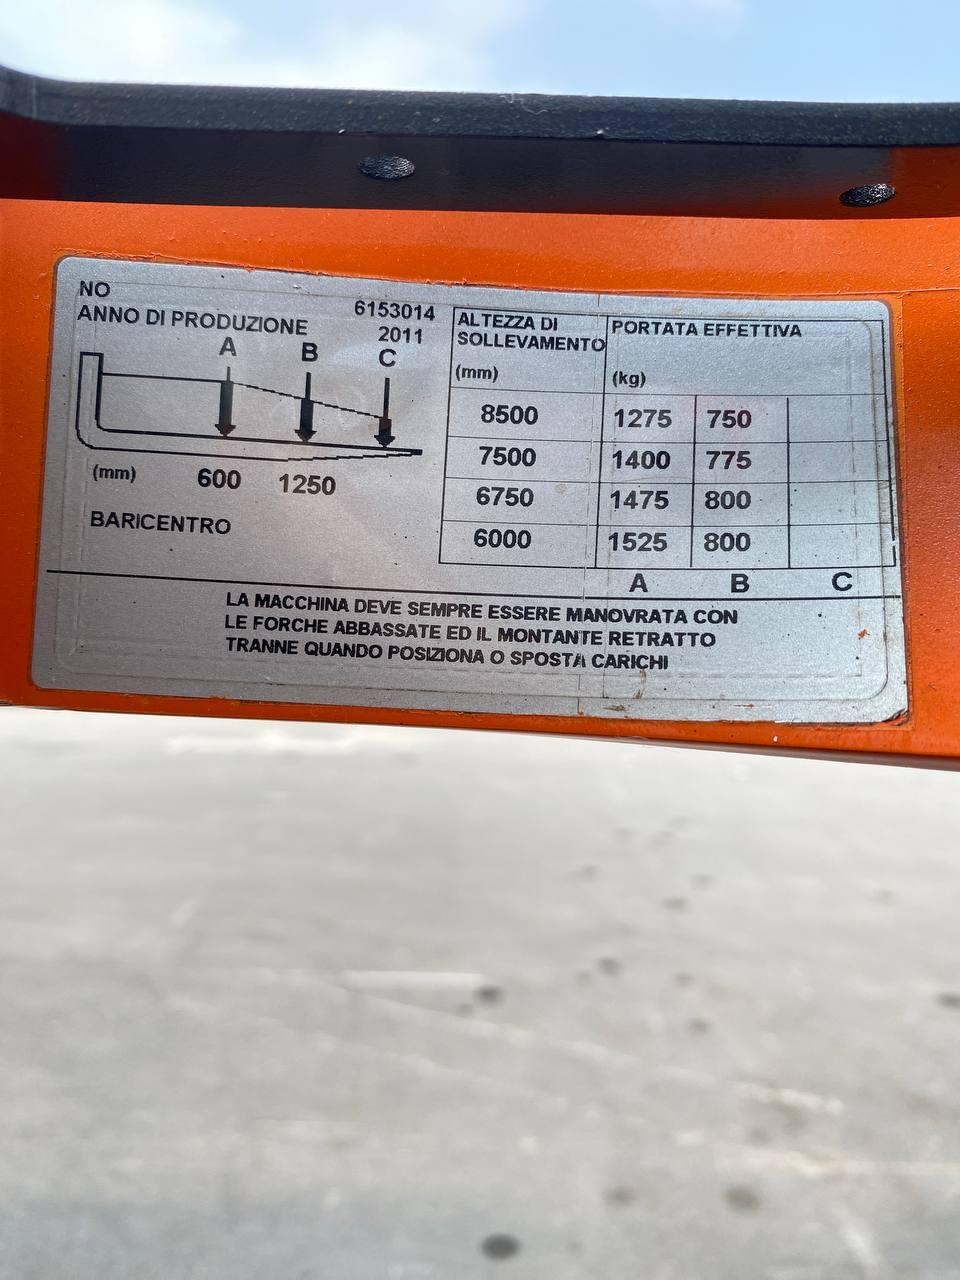 NO 6153014
ANNO DI PRODUZIONE 2011
A B C
(mm) 600 1250
BARICENTRO
ALTEZZA DI SOLLEVAMENTO (mm) PORTATA EFFETTIVA (kg)
8500 1275 750
7500 1400 775
6750 1475 800
6000 1525 800
A B C
LA MACCHINA DEVE SEMPRE ESSERE MANOVRATA CON
LE FORCHE ABBASSATE ED IL MONTANTE RETRATTO
TRANNE QUANDO POSIZIONA O SPOSTA CARICHI